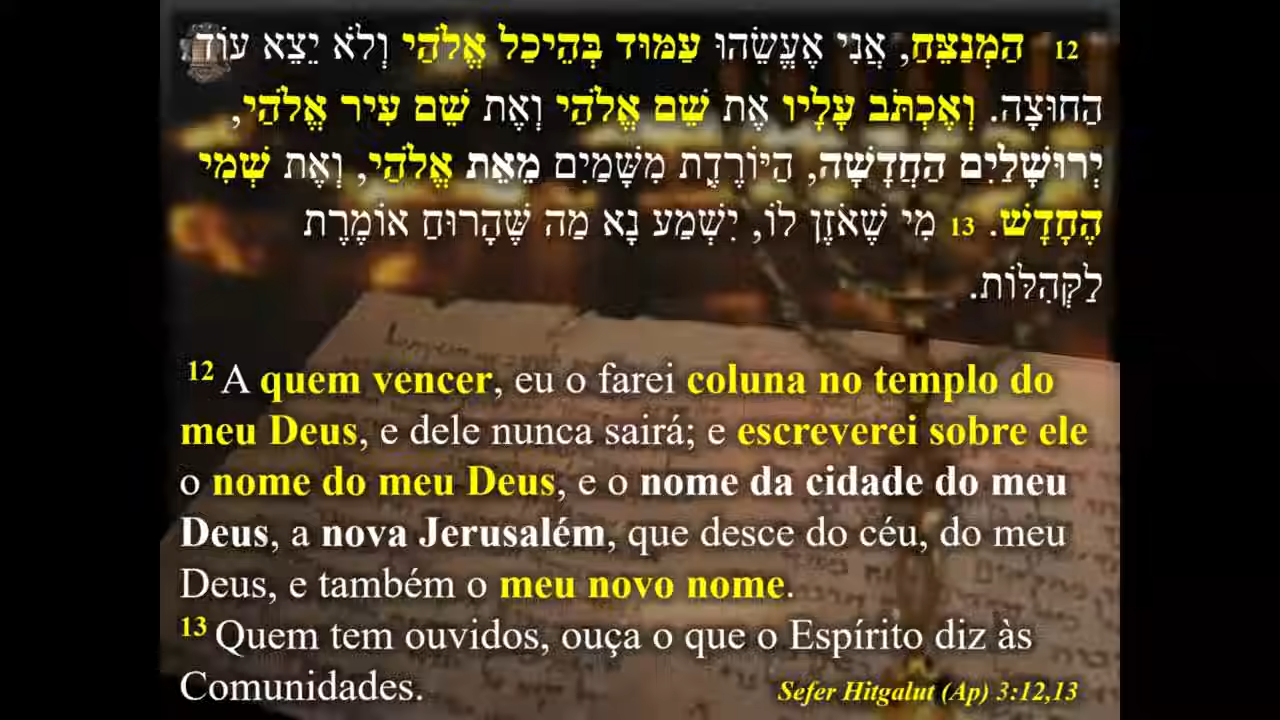 12 הַמְנַצֵּחַ, אֲנִי אֶעֱשֵׂהוּ עַמּוּד בְּהֵיכַל אֱלֹהַי וְלֹא יֵצֵא עוֹד
הַחוּצָה. וְאֶכְתֹּב עָלָיו אֶת שֵׁם אֱלֹהַי וְאֶת שֵׁם עִיר אֱלֹהַי,
יְרוּשָׁלַיִם הַחֲדָשָׁה, הַיּוֹרֶדֶת מִשָּׁמַיִם מֵאֵת אֱלֹהַי, וְאֶת שְׁמִי
הֶחָדָשׁ. 13 מִי שֶׁאֹזֶן לוֹ, יִשְׁמַע נָא מַה שֶּׁהָרוּחַ אוֹמֶרֶת
לַקְּהִלּוֹת.
12 A quem vencer, eu o farei coluna no templo do
meu Deus, e dele nunca sairá; e escreverei sobre ele
o nome do meu Deus, e o nome da cidade do meu
Deus, a nova Jerusalém, que desce do céu, do meu
Deus, e também o meu novo nome.
13 Quem tem ouvidos, ouça o que o Espírito diz às
Comunidades.
Sefer Hitgalut (Ap) 3:12,13